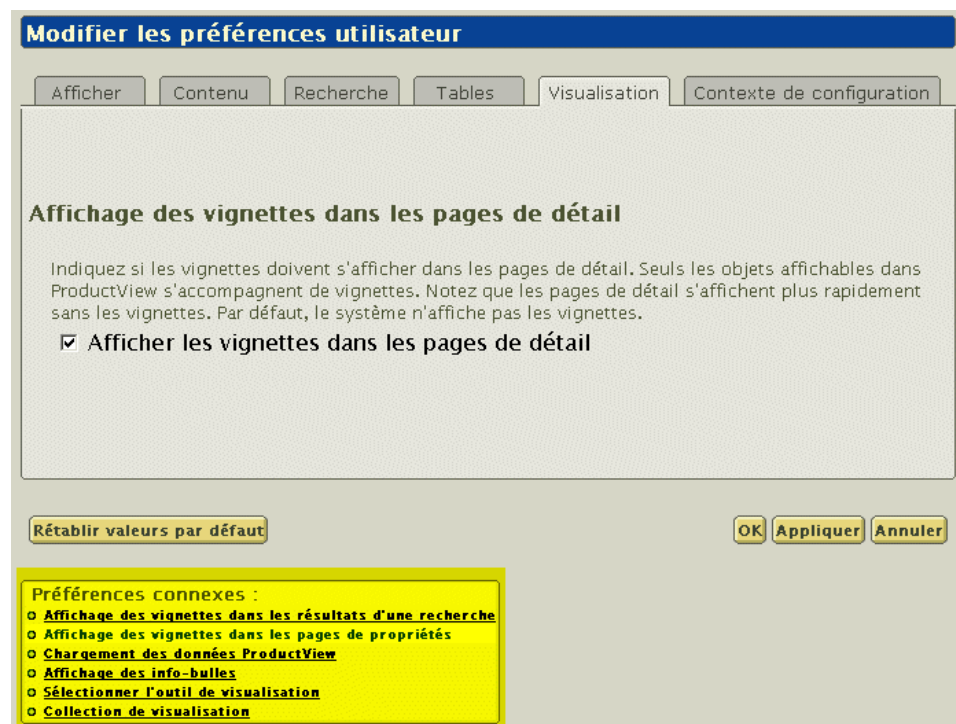 Modifier les préférences utilisateur
Afficher Contenu Recherche Tables Visualisation Contexte de configuration
Affichage des vignettes dans les pages de détail
Indiquez si les vignettes doivent s'afficher dans les pages de détail. Seuls les objets affichables dans
ProductView s'accompagnent de vignettes. Notez que les pages de détail s'affichent plus rapidement
sans les vignettes. Par défaut, le système n'affiche pas les vignettes.
Afficher les vignettes dans les pages de détail
Rétablir valeurs par défaut OK Appliquer Annuler
Préférences connexes :
Affichage des vignettes dans les résultats d'une recherche
Affichage des vignettes dans les pages de propriétés
Chargement des données ProductView
Affichage des info-bulles
Sélectionner l'outil de visualisation
Collection de visualisation